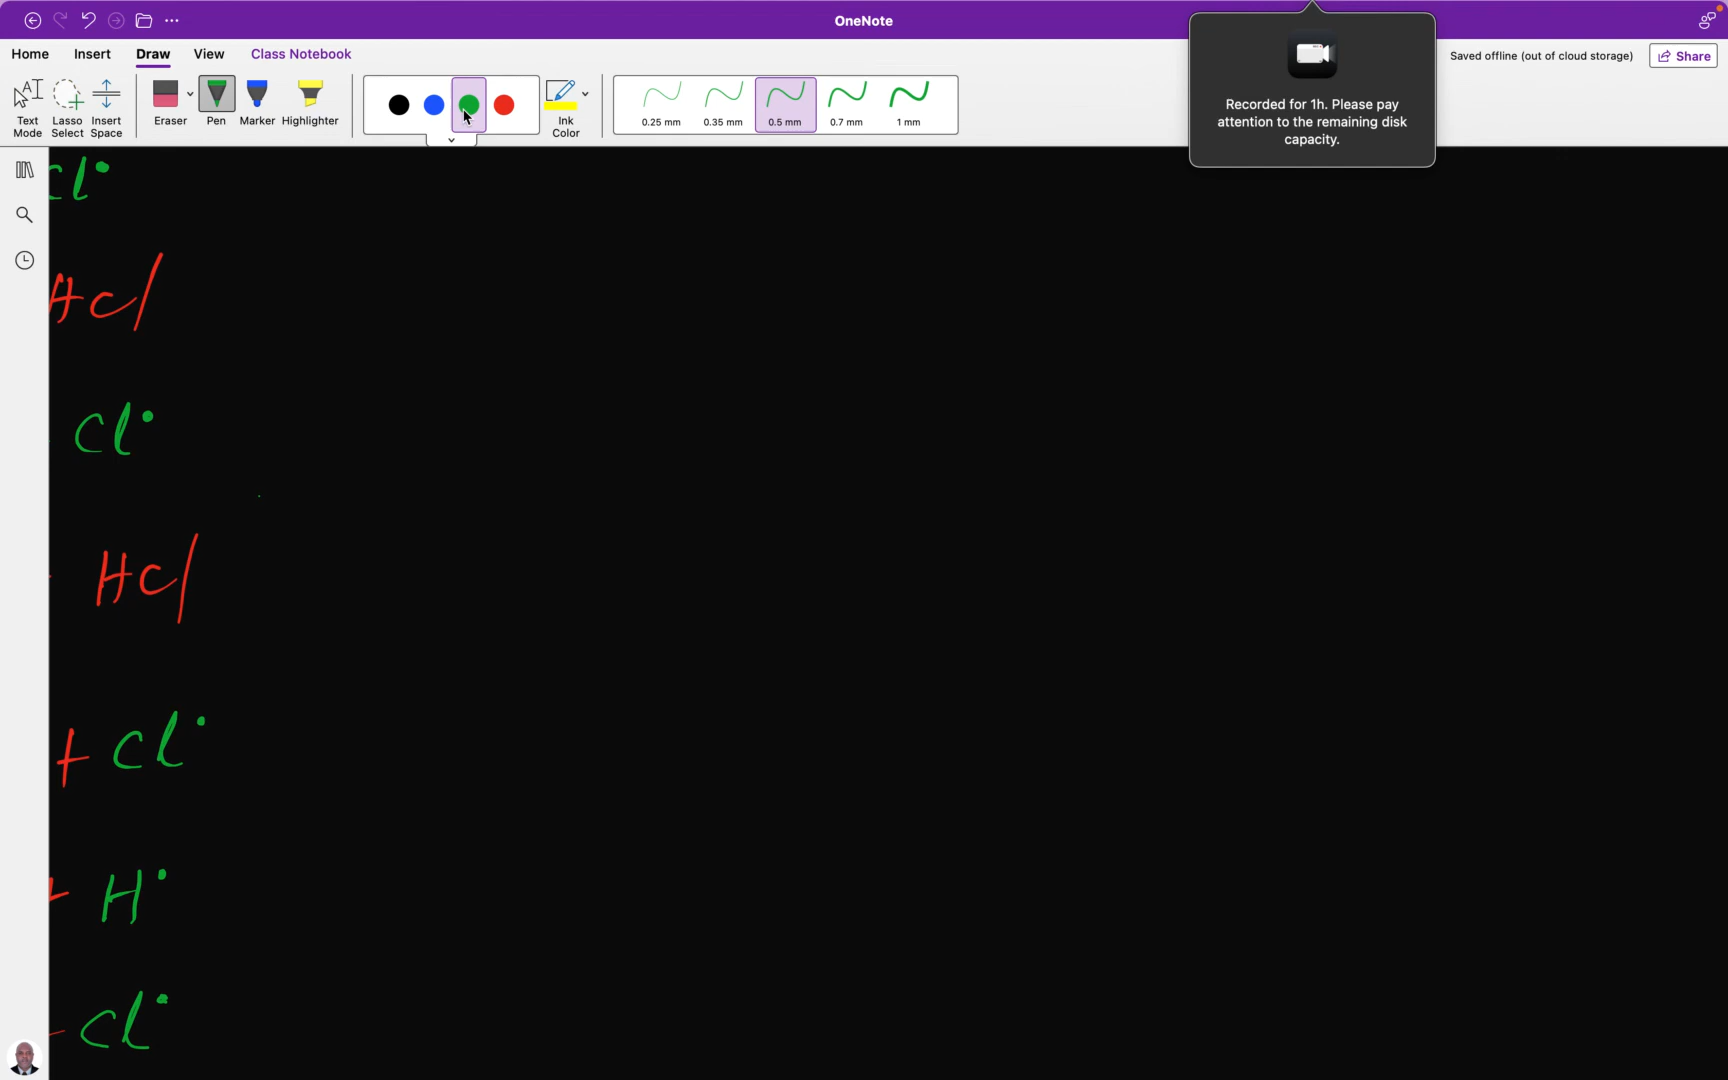 OneNote
Home Insert Draw View Class Notebook
Saved offline (out of cloud storage) Share
Recorded for 1h. Please pay
attention to the remaining disk
capacity.
Text Mode
Lasso Select
Insert Space
Eraser
Pen
Marker
Highlighter
Ink Color
0.25 mm
0.35 mm
0.5 mm
0.7 mm
1 mm
Cl•
HCl
Cl•
HCl
+ Cl•
+ H•
Cl•